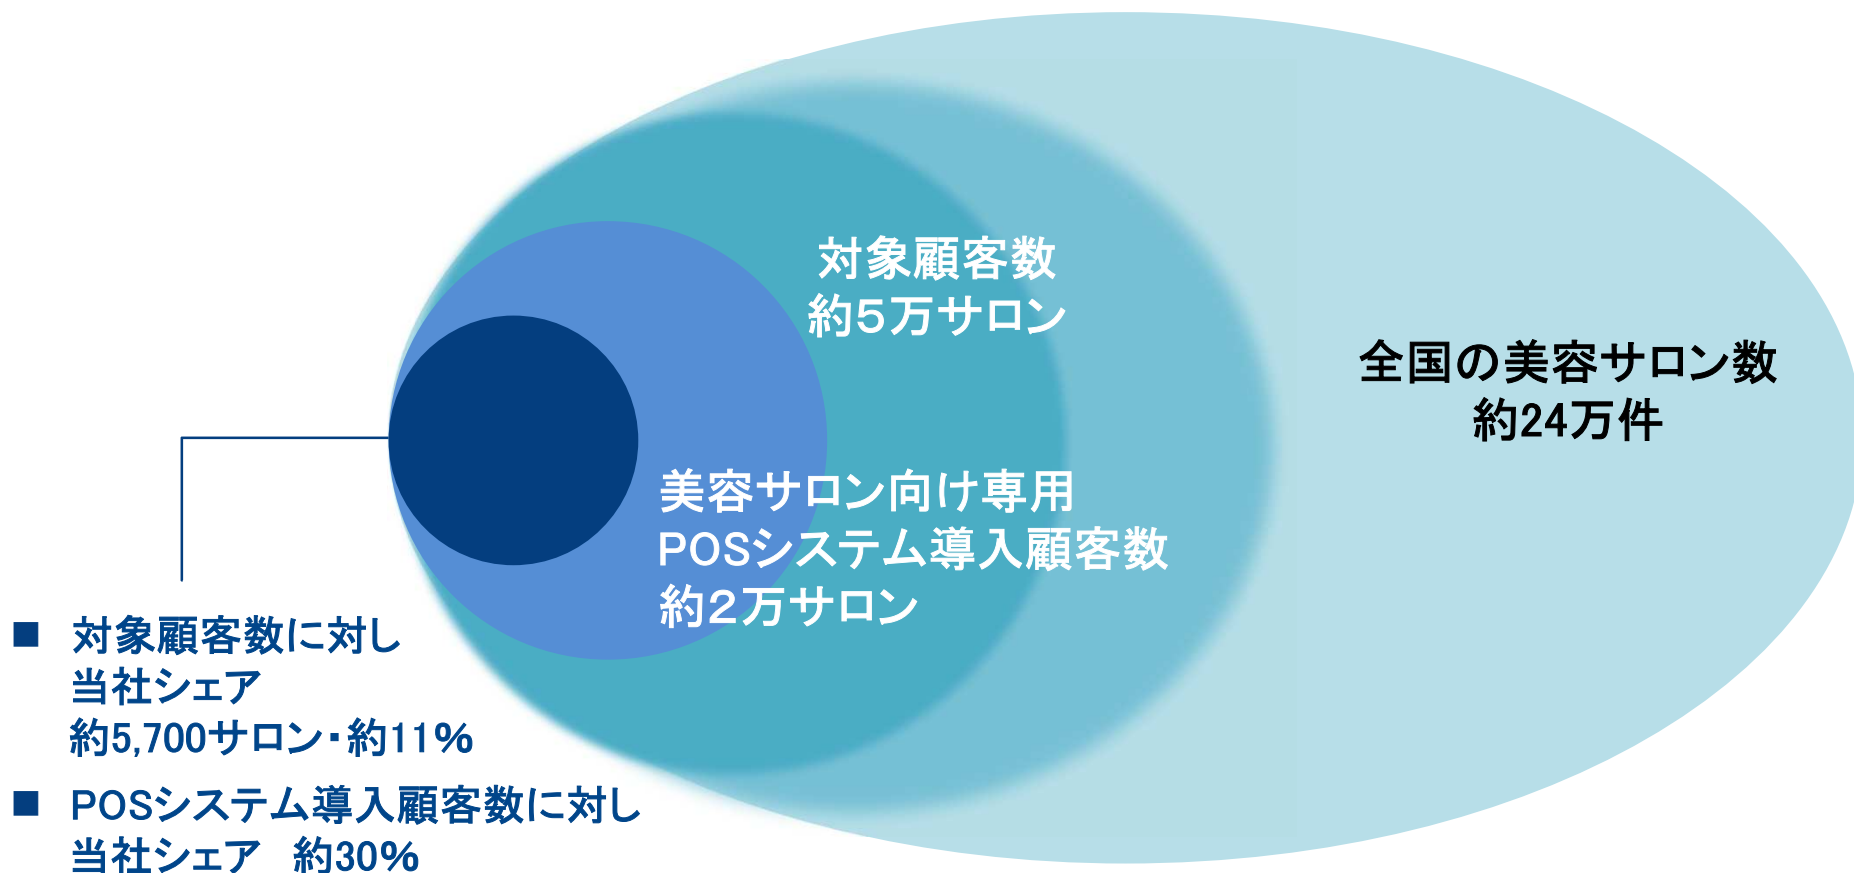 対象顧客数
約5万サロン
全国の美容サロン数
約24万件
美容サロン向け専用
POSシステム導入顧客数
約2万サロン
■ 対象顧客数に対し
当社シェア
約5,700サロン・約11%
■ POSシステム導入顧客数に対し
当社シェア　約30%